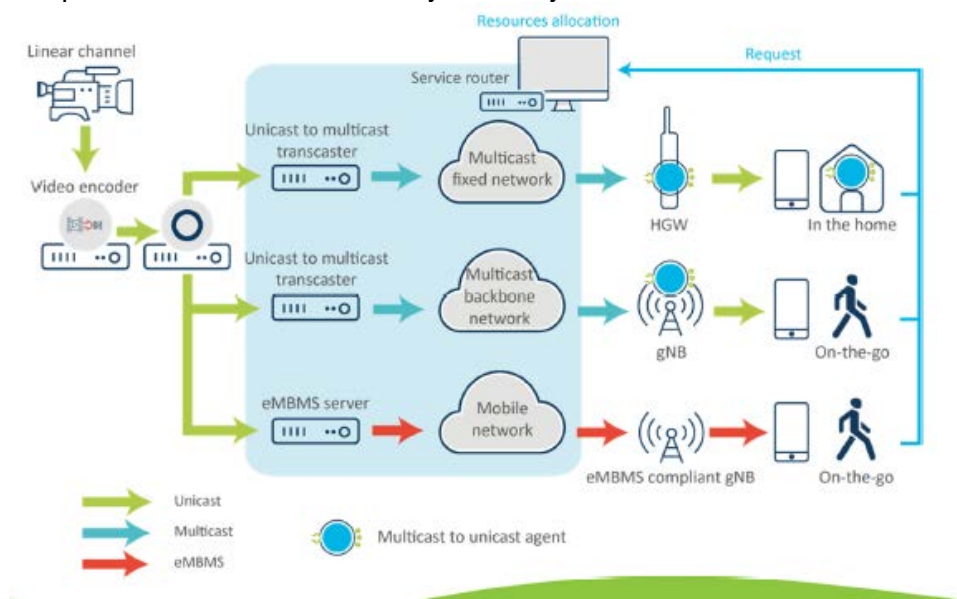 Resources allocation
Linear channel
Service router
Request
Unicast to multicast
transcaster
Multicast
fixed network
Video encoder
HGW
In the home
Unicast to multicast
transcaster
Multicast
backbone
network
gNB
On-the-go
eMBMS server
Mobile
network
eMBMS compliant gNB
On-the-go
Unicast
Multicast
Multicast to unicast agent
eMBMS